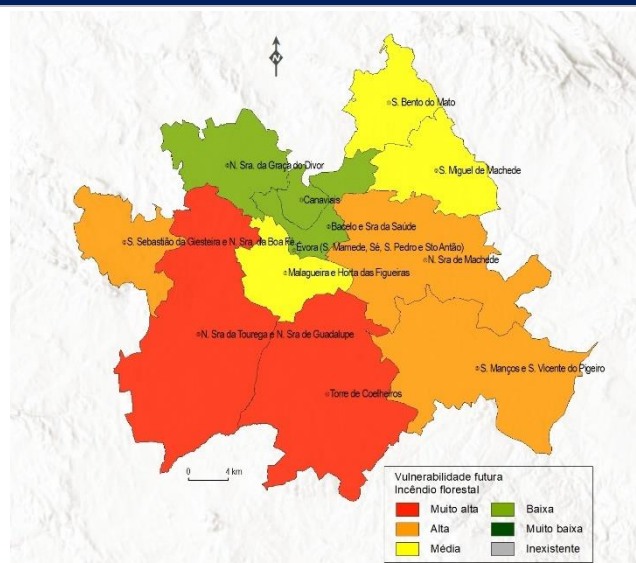 S. Bento do Mato
N. Sra. da Graça do Divor
S. Miguel de Machede
Canaviais
Bacelo e Sra da Saúde
S. Sebastião da Giesteira e N. Sra. da Boa Fé
Évora (S. Mamede, Sé, S. Pedro e Sto Antão)
N. Sra de Machede
Malagueira e Horta das Figueiras
N. Sra da Tourega e N. Sra de Guadalupe
S. Manços e S. Vicente do Pigeiro
Torre de Coelheiros
0 4 km
Vulnerabilidade futura
Incêndio florestal
Muito alta
Baixa
Alta
Muito baixa
Média
Inexistente